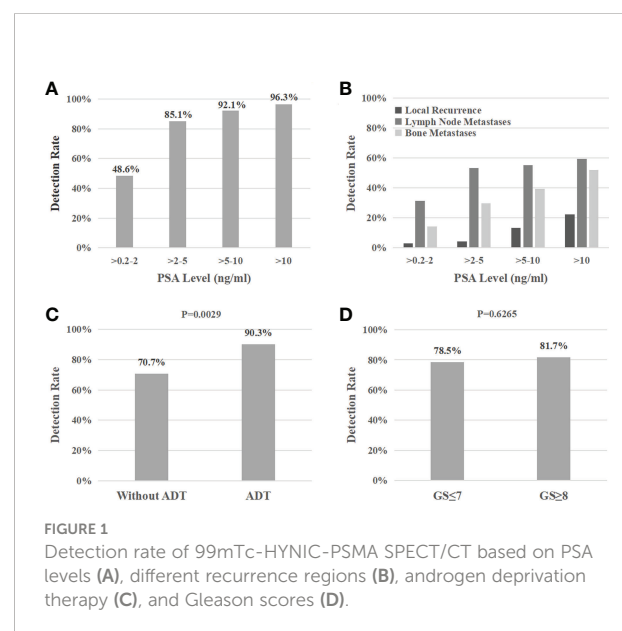 A
100%
80%
60%
40%
20%
0%
Detection Rate
48.6%
85.1%
92.1%
96.3%
>0.2-2
>2-5
>5-10
>10
PSA Level (ng/ml)
B
100%
80%
60%
40%
20%
0%
Detection Rate
Local Recurrence
Lymph Node Metastases
Bone Metastases
>0.2-2
>2-5
>5-10
>10
PSA Level (ng/ml)
C
P=0.0029
100%
80%
60%
40%
20%
0%
Detection Rate
70.7%
90.3%
Without ADT
ADT
D
P=0.6265
100%
80%
60%
40%
20%
0%
Detection Rate
78.5%
81.7%
GS≤7
GS≥8
FIGURE 1
Detection rate of 99mTc-HYNIC-PSMA SPECT/CT based on PSA
levels (A), different recurrence regions (B), androgen deprivation
therapy (C), and Gleason scores (D).